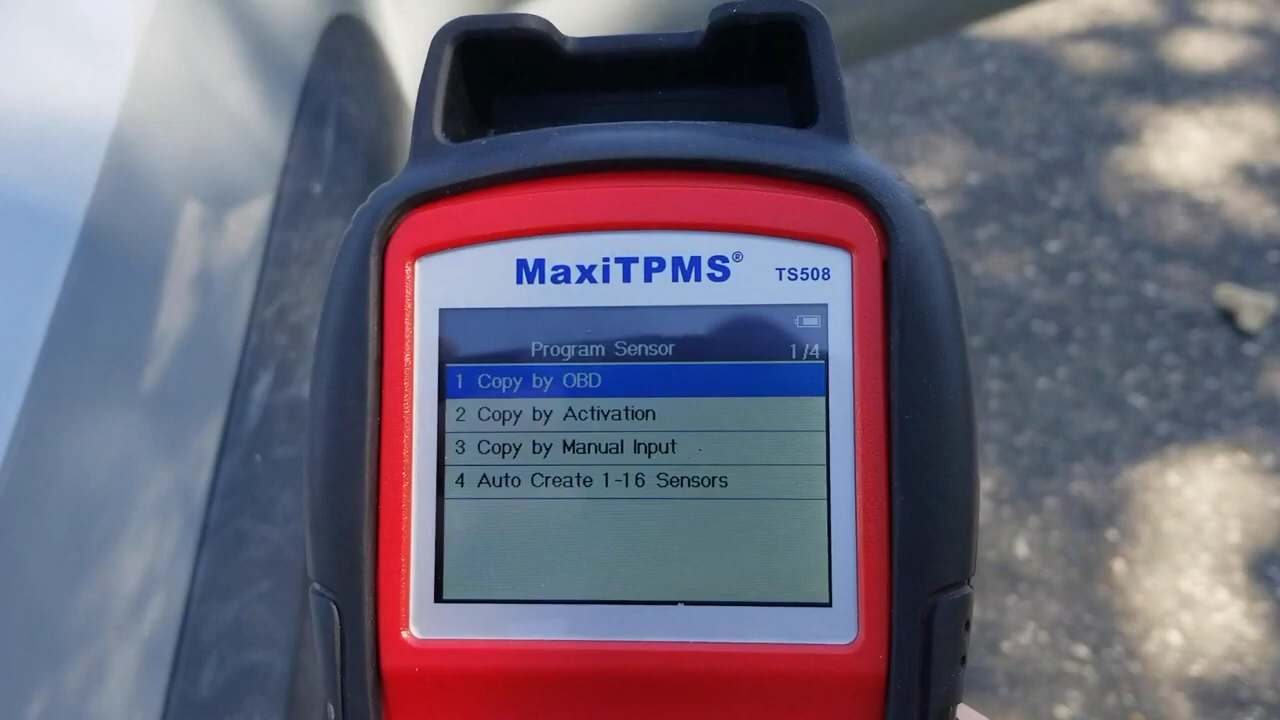 MaxiTPMS® TS508
Program Sensor 1/4
1 Copy by OBD
2 Copy by Activation
3 Copy by Manual Input
4 Auto Create 1-16 Sensors